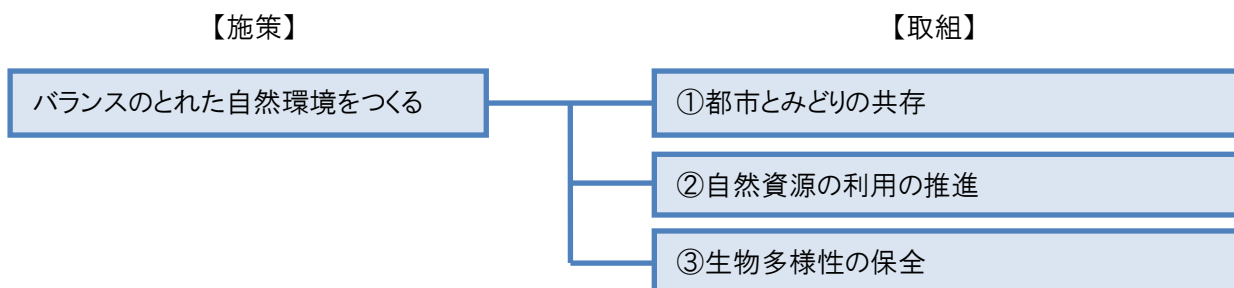 【施策】
【取組】
バランスのとれた自然環境をつくる
①都市とみどりの共存
②自然資源の利用の推進
③生物多様性の保全